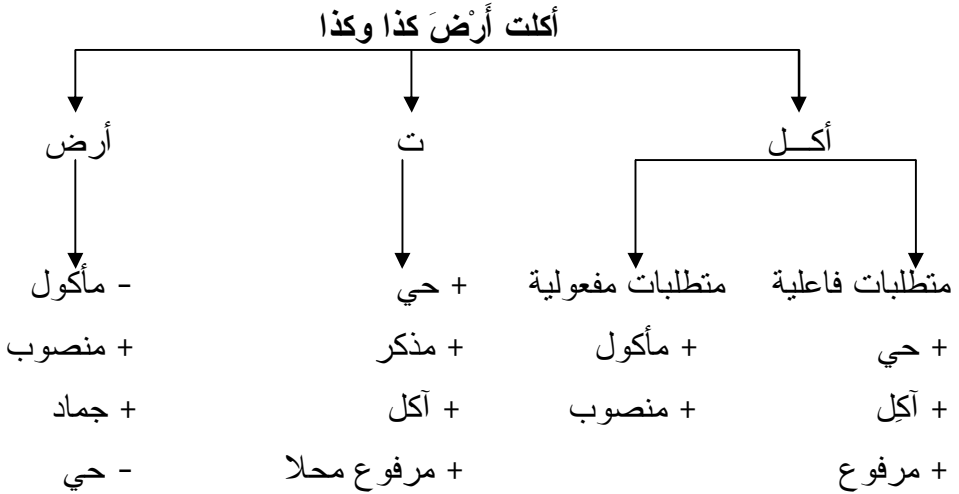 أكلت أَرْضَ كذا وكذا
أكــل ت أرض
متطلبات فاعلية متطلبات مفعولية + حي - مأكول
+ حي + مأكول + مذكر + منصوب
+ آكِل + منصوب + آكل + جماد
+ مرفوع + مرفوع محلا - حي